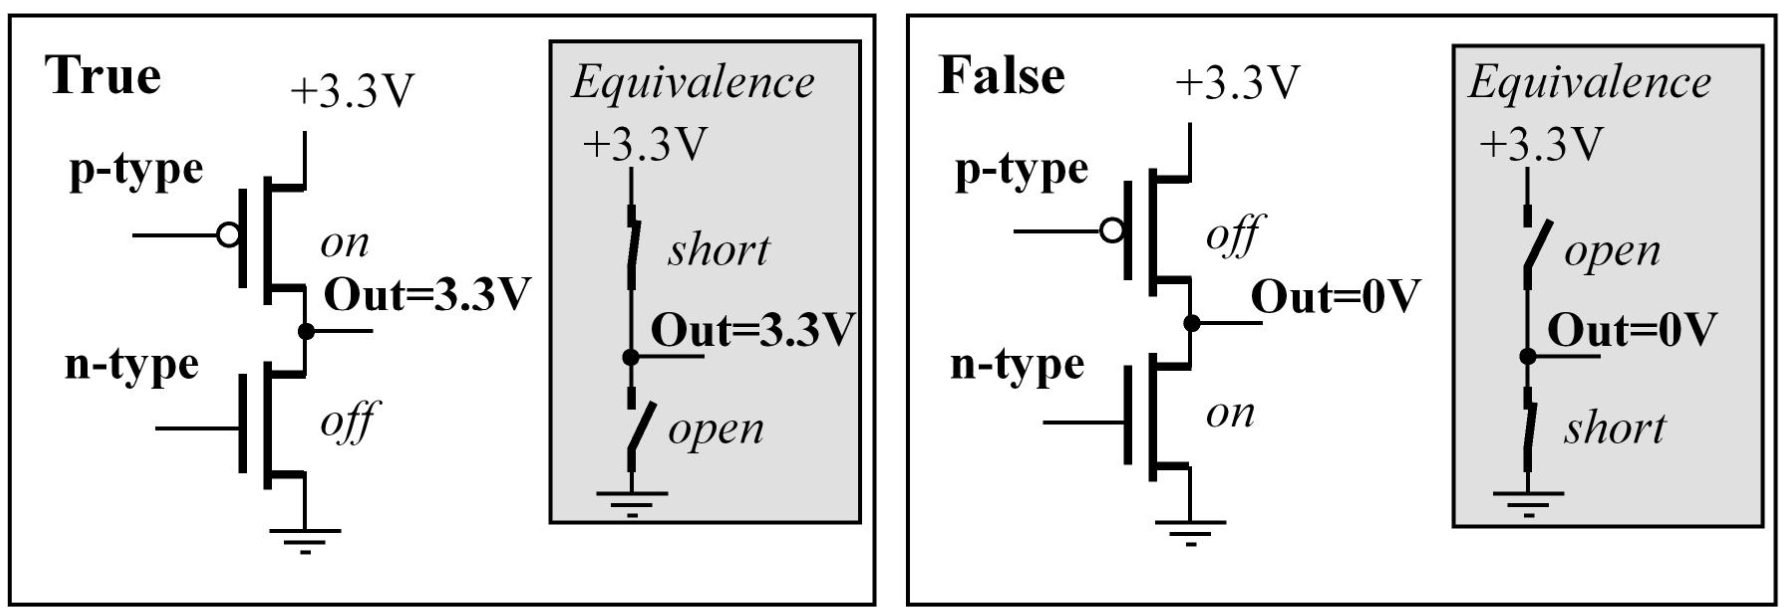 True
+3.3V
p-type
on
Out=3.3V
n-type
off
Equivalence
+3.3V
short
Out=3.3V
open
False
+3.3V
p-type
off
Out=0V
n-type
on
Equivalence
+3.3V
open
Out=0V
short